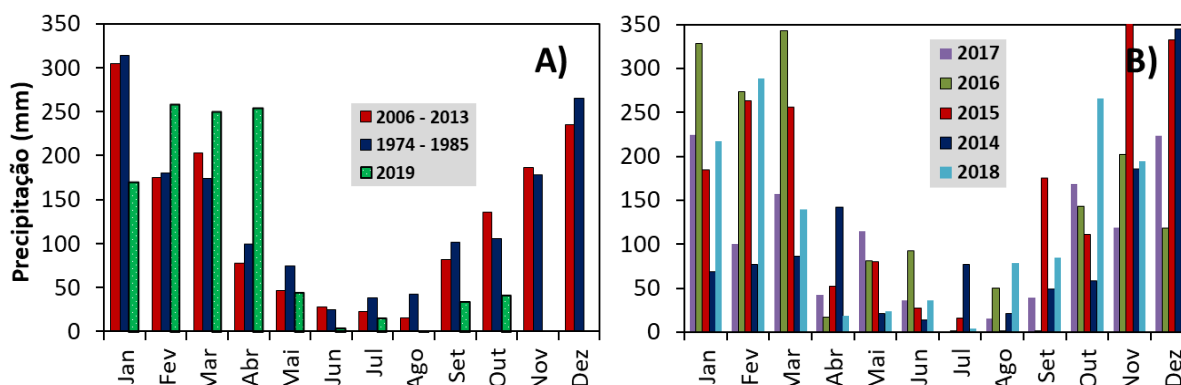 Precipitação (mm)
350
300
250
200
150
100
50
0
A)
2006 - 2013
1974 - 1985
2019
Jan
Fev
Mar
Abr
Mai
Jun
Jul
Ago
Set
Out
Nov
Dez
350
300
250
200
150
100
50
0
B)
2017
2016
2015
2014
2018
Jan
Fev
Mar
Abr
Mai
Jun
Jul
Ago
Set
Out
Nov
Dez